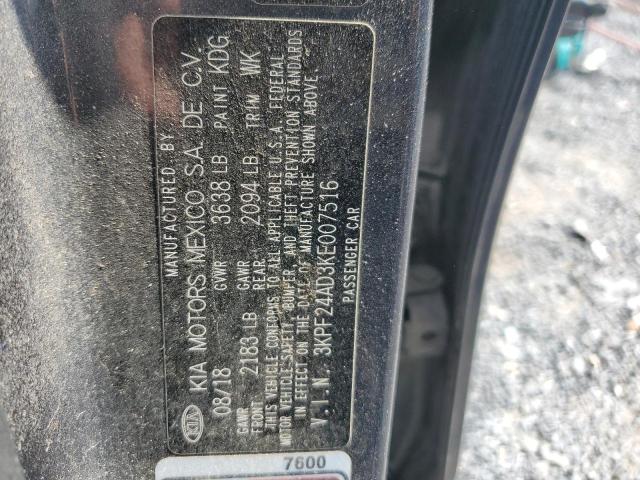 MANUFACTURED BY
KIA MOTORS MEXICO S.A. DE C.V.
08/18 GVWR 3638 LB PAINT KDG
GAWR FRONT 2183 LB GAWR REAR 2094 LB TRIM WK
THIS VEHICLE CONFORMS TO ALL APPLICABLE U.S.A. FEDERAL
MOTOR VEHICLE SAFETY, BUMPER, AND THEFT PREVENTION STANDARDS
IN EFFECT ON THE DATE OF MANUFACTURE SHOWN ABOVE.
V.I.N. 3KPF24AD3KE007516
PASSENGER CAR
KIA
7600